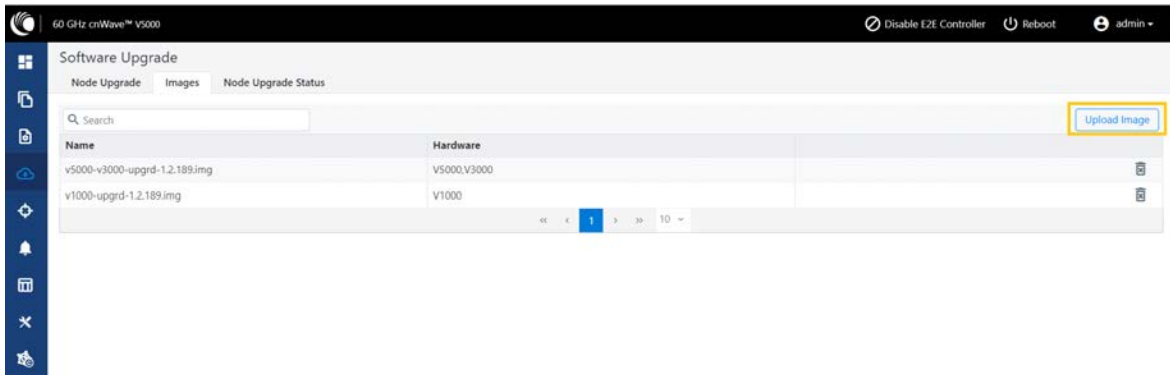 60 GHz cnWave™ V5000 Disable E2E Controller Reboot admin
Software Upgrade
Node Upgrade Images Node Upgrade Status
Search Upload Image
Name Hardware
v5000-v3000-upgrd-1.2.189.img V5000,V3000
v1000-upgrd-1.2.189.img V1000
« ‹ 1 › » 10